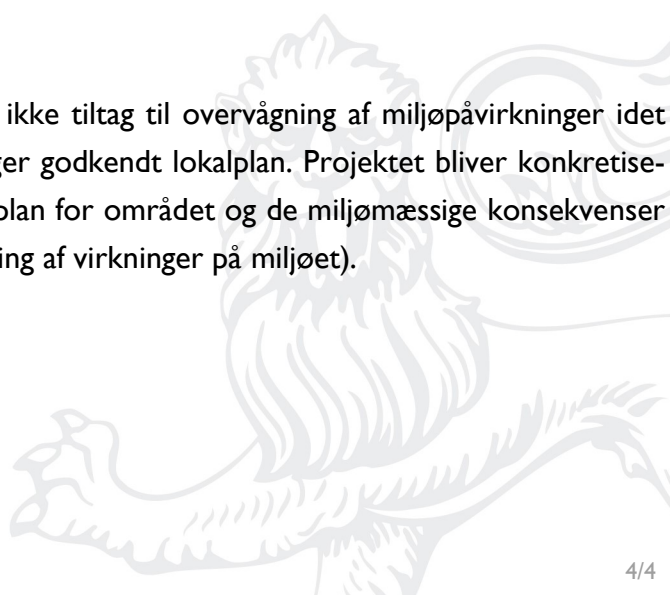 ikke tiltag til overvågning af miljøpåvirkninger idet
ger godkendt lokalplan. Projektet bliver konkretise-
plan for området og de miljømæssige konsekvenser
ing af virkninger på miljøet).
4/4